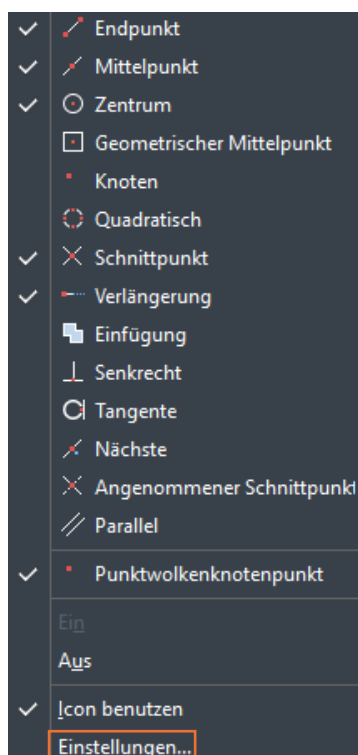 Endpunkt
Mittelpunkt
Zentrum
Geometrischer Mittelpunkt
Knoten
Quadratisch
Schnittpunkt
Verlängerung
Einfügung
Senkrecht
Tangente
Nächste
Angenommener Schnittpunkt
Parallel
Punktwolkenknotenpunkt
Ein
Aus
Icon benutzen
Einstellungen...